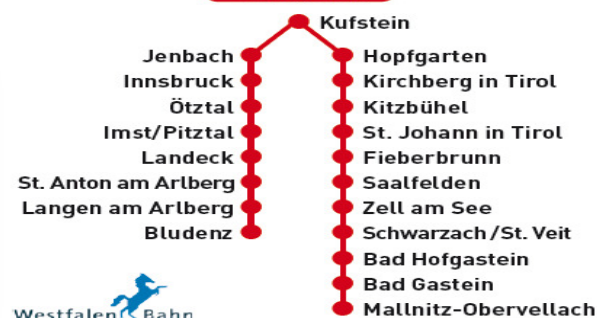 Kufstein
Jenbach
Innsbruck
Ötztal
Imst/Pitztal
Landeck
St. Anton am Arlberg
Langen am Arlberg
Bludenz
Hopfgarten
Kirchberg in Tirol
Kitzbühel
St. Johann in Tirol
Fieberbrunn
Saalfelden
Zell am See
Schwarzach/St. Veit
Bad Hofgastein
Bad Gastein
Mallnitz-Obervellach
Westfalen Bahn